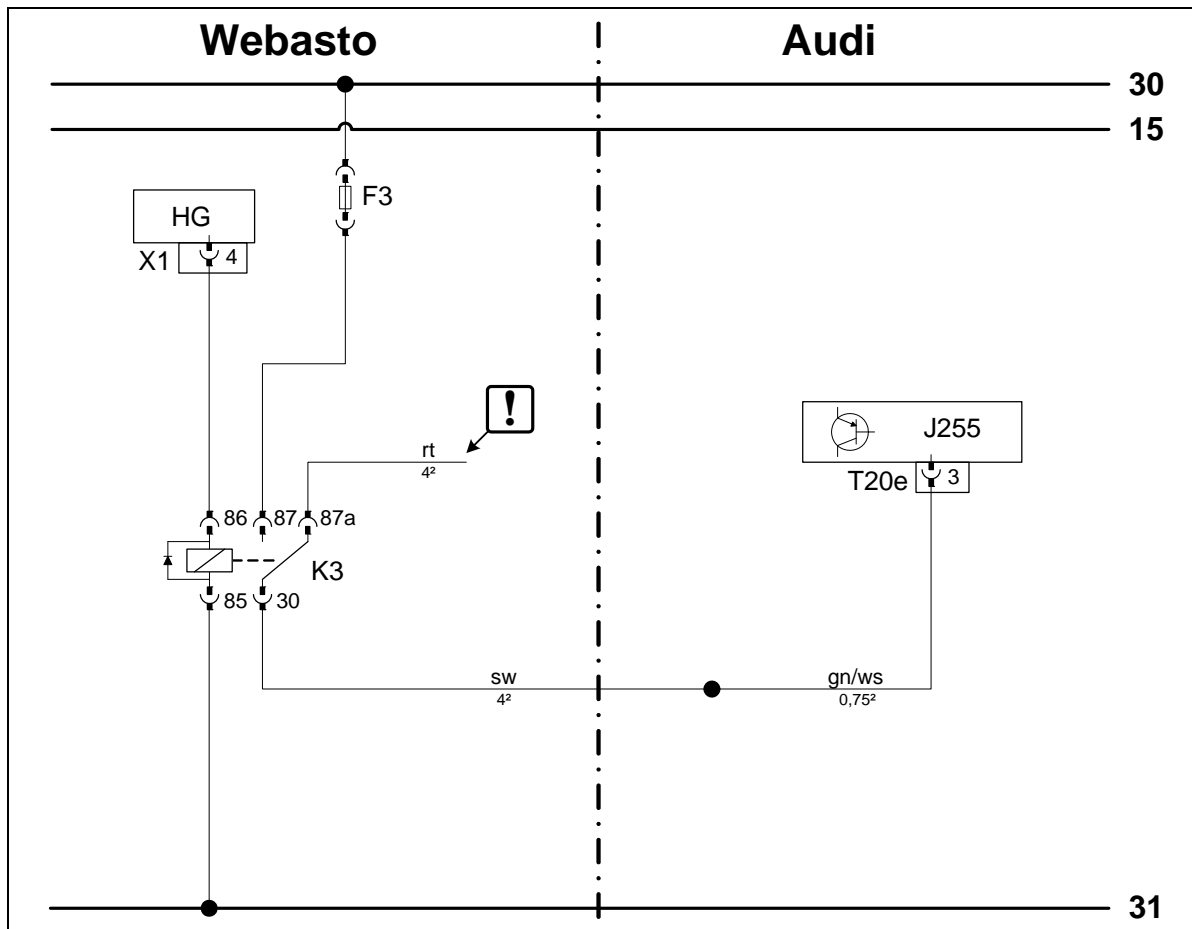 Webasto
Audi
30
15
F3
HG
X1
4
!
rt
4²
J255
T20e
3
86
87
87a
K3
85
30
sw
4²
gn/ws
0,75²
31